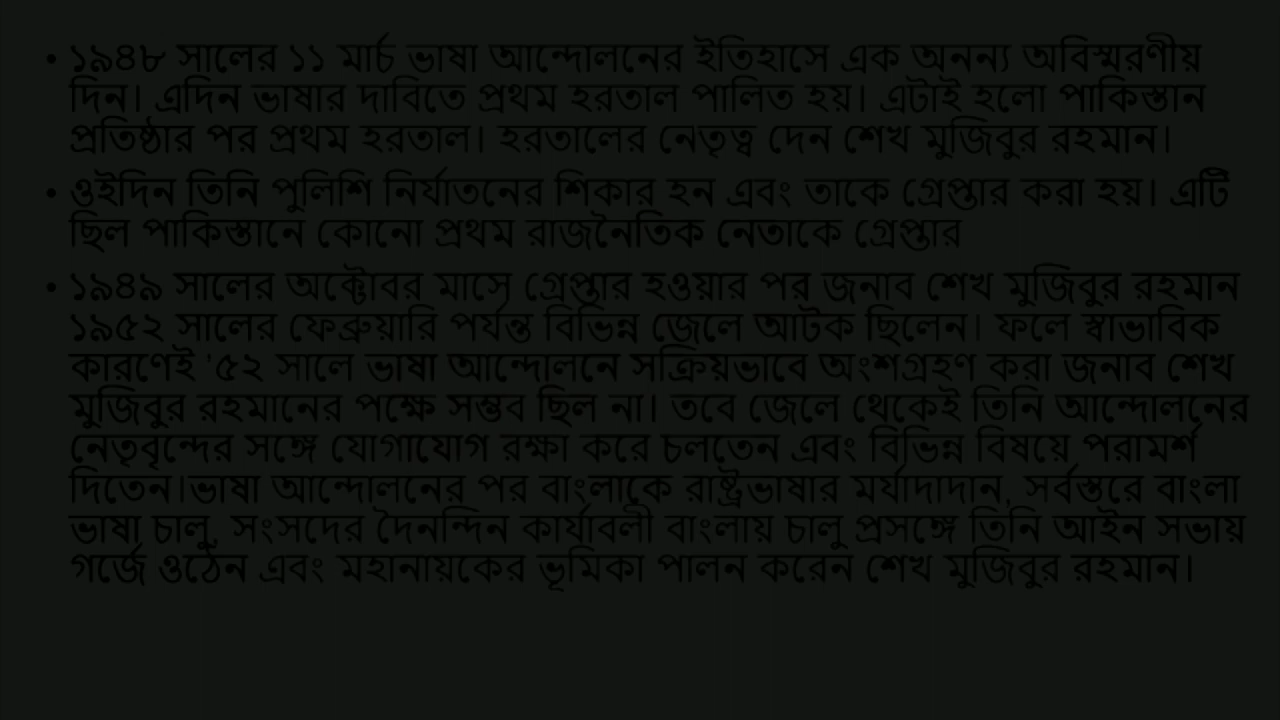 • ১৯৪৮ সালের ১১ মার্চ ভাষা আন্দোলনের ইতিহাসে এক অনন্য অবিস্মরণীয়
দিন। এদিন ভাষার দাবিতে প্রথম হরতাল পালিত হয়। এটাই হলো পাকিস্তান
প্রতিষ্ঠার পর প্রথম হরতাল। হরতালের নেতৃত্ব দেন শেখ মুজিবুর রহমান।
• ওইদিন তিনি পুলিশি নির্যাতনের শিকার হন এবং তাকে গ্রেপ্তার করা হয়। এটি
ছিল পাকিস্তানে কোনো প্রথম রাজনৈতিক নেতাকে গ্রেপ্তার
• ১৯৪৯ সালের অক্টোবর মাসে গ্রেপ্তার হওয়ার পর জনাব শেখ মুজিবুর রহমান
১৯৫২ সালের ফেব্রুয়ারি পর্যন্ত বিভিন্ন জেলে আটক ছিলেন। ফলে স্বাভাবিক
কারণেই '৫২ সালে ভাষা আন্দোলনে সক্রিয়ভাবে অংশগ্রহণ করা জনাব শেখ
মুজিবুর রহমানের পক্ষে সম্ভব ছিল না। তবে জেলে থেকেই তিনি আন্দোলনের
নেতৃবৃন্দের সঙ্গে যোগাযোগ রক্ষা করে চলতেন এবং বিভিন্ন বিষয়ে পরামর্শ
দিতেন।ভাষা আন্দোলনের পর বাংলাকে রাষ্ট্রভাষার মর্যাদাদান, সর্বস্তরে বাংলা
ভাষা চালু, সংসদের দৈনন্দিন কার্যাবলী বাংলায় চালু প্রসঙ্গে তিনি আইন সভায়
গর্জে ওঠেন এবং মহানায়কের ভূমিকা পালন করেন শেখ মুজিবুর রহমান।